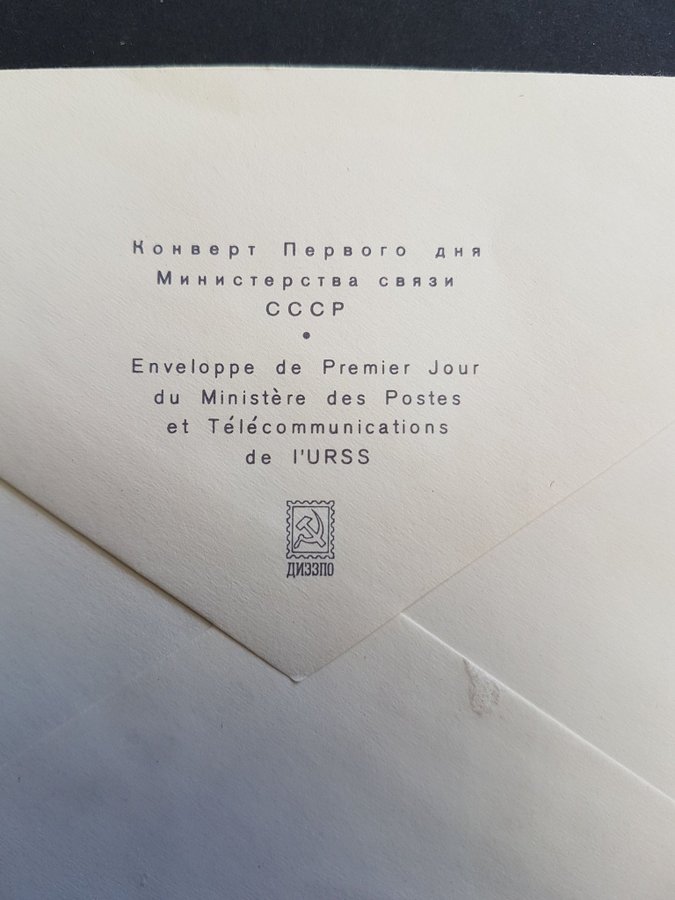 Конверт Первого дня
Министерства связи
СССР
•
Enveloppe de Premier Jour
du Ministère des Postes
et Télécommunications
de l'URSS
ДИЭЗПО